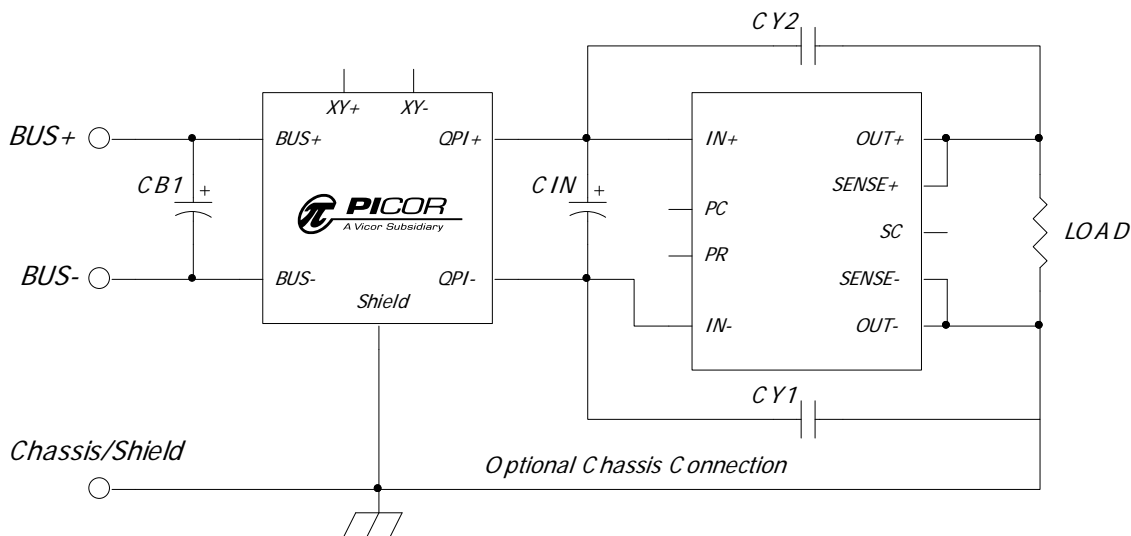 CY2
XY+ XY-
BUS+ BUS+ QPI+ IN+ OUT+
CB1 + CIN + SENSE+
PICOR
A Vicor Subsidiary
PC SC LOAD
PR
BUS- BUS- QPI- SENSE-
Shield
IN- OUT-
CY1
Chassis/Shield
Optional Chassis Connection